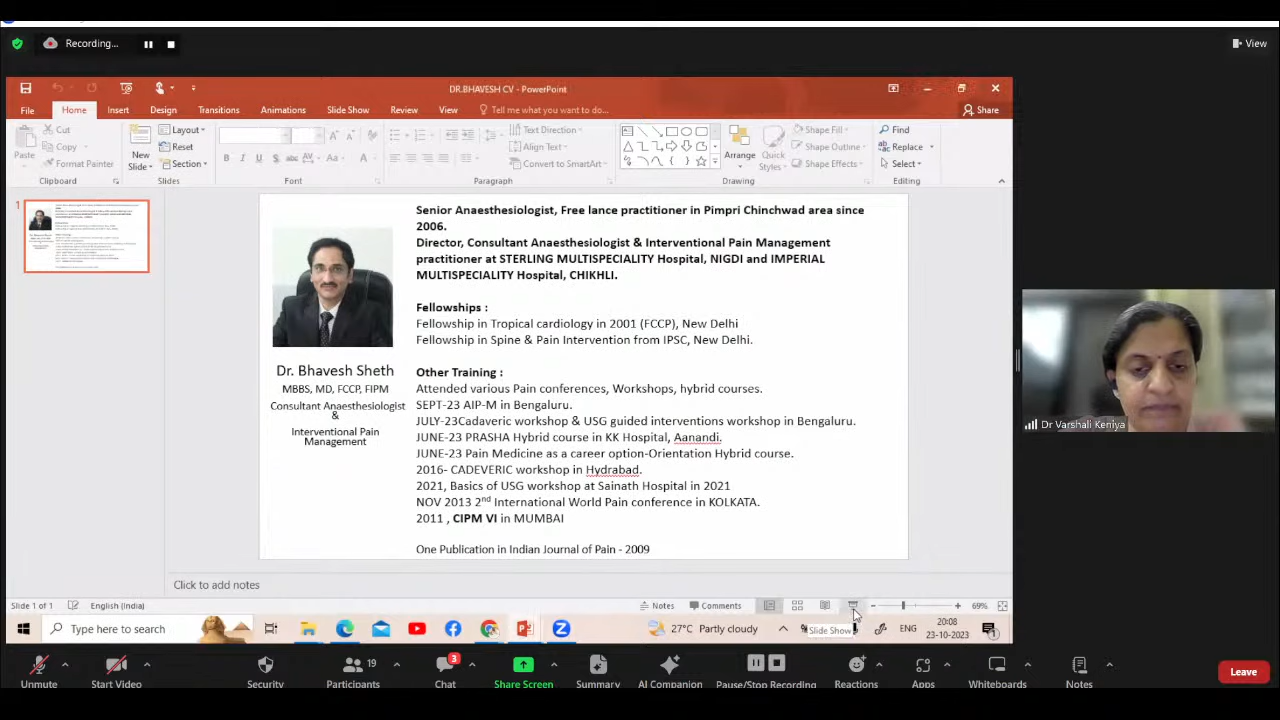 Recording...
View
DR.BHAVESH CV - PowerPoint
File
Home
Insert
Design
Transitions
Animations
Slide Show
Review
View
Tell me what you want to do...
Share
Paste
Cut
Copy
Format Painter
Clipboard
New
Slide
Layout
Reset
Section
Slides
Font
Text Direction
Align Text
Convert to SmartArt
Paragraph
Arrange
Quick
Styles
Shape Fill
Shape Outline
Shape Effects
Drawing
Find
Replace
Select
Editing
1
Senior Anaesthesiologist, Free lance practitioner in Pimpri Chinchwad area since
2006.
Director, Consultant Anaesthesiologist & Interventional Pain Management
practitioner at STERLING MULTISPECIALITY Hospital, NIGDI and IMPERIAL
MULTISPECIALITY Hospital, CHIKHLI.
Fellowships :
Fellowship in Tropical cardiology in 2001 (FCCP), New Delhi
Fellowship in Spine & Pain Intervention from IPSC, New Delhi.
Other Training :
Attended various Pain conferences, Workshops, hybrid courses.
SEPT-23 AIP-M in Bengaluru.
JULY-23Cadaveric workshop & USG guided interventions workshop in Bengaluru.
JUNE-23 PRASHA Hybrid course in KK Hospital, Aanandi.
JUNE-23 Pain Medicine as a career option-Orientation Hybrid course.
2016- CADEVERIC workshop in Hydrabad.
2021, Basics of USG workshop at Sainath Hospital in 2021
NOV 2013 2nd International World Pain conference in KOLKATA.
2011 , CIPM VI in MUMBAI
One Publication in Indian Journal of Pain - 2009
Dr. Bhavesh Sheth
MBBS, MD, FCCP, FIPM
Consultant Anaesthesiologist
&
Interventional Pain
Management
Dr Varshali Keniya
Click to add notes
Slide 1 of 1
English (India)
Notes
Comments
69%
Type here to search
27°C Partly cloudy
Slide Show
ENG
20:08
23-10-2023
Unmute
Start Video
Security
19
Participants
3
Chat
Share Screen
Summary
AI Companion
Pause/Stop Recording
Reactions
Apps
Whiteboards
Notes
Leave